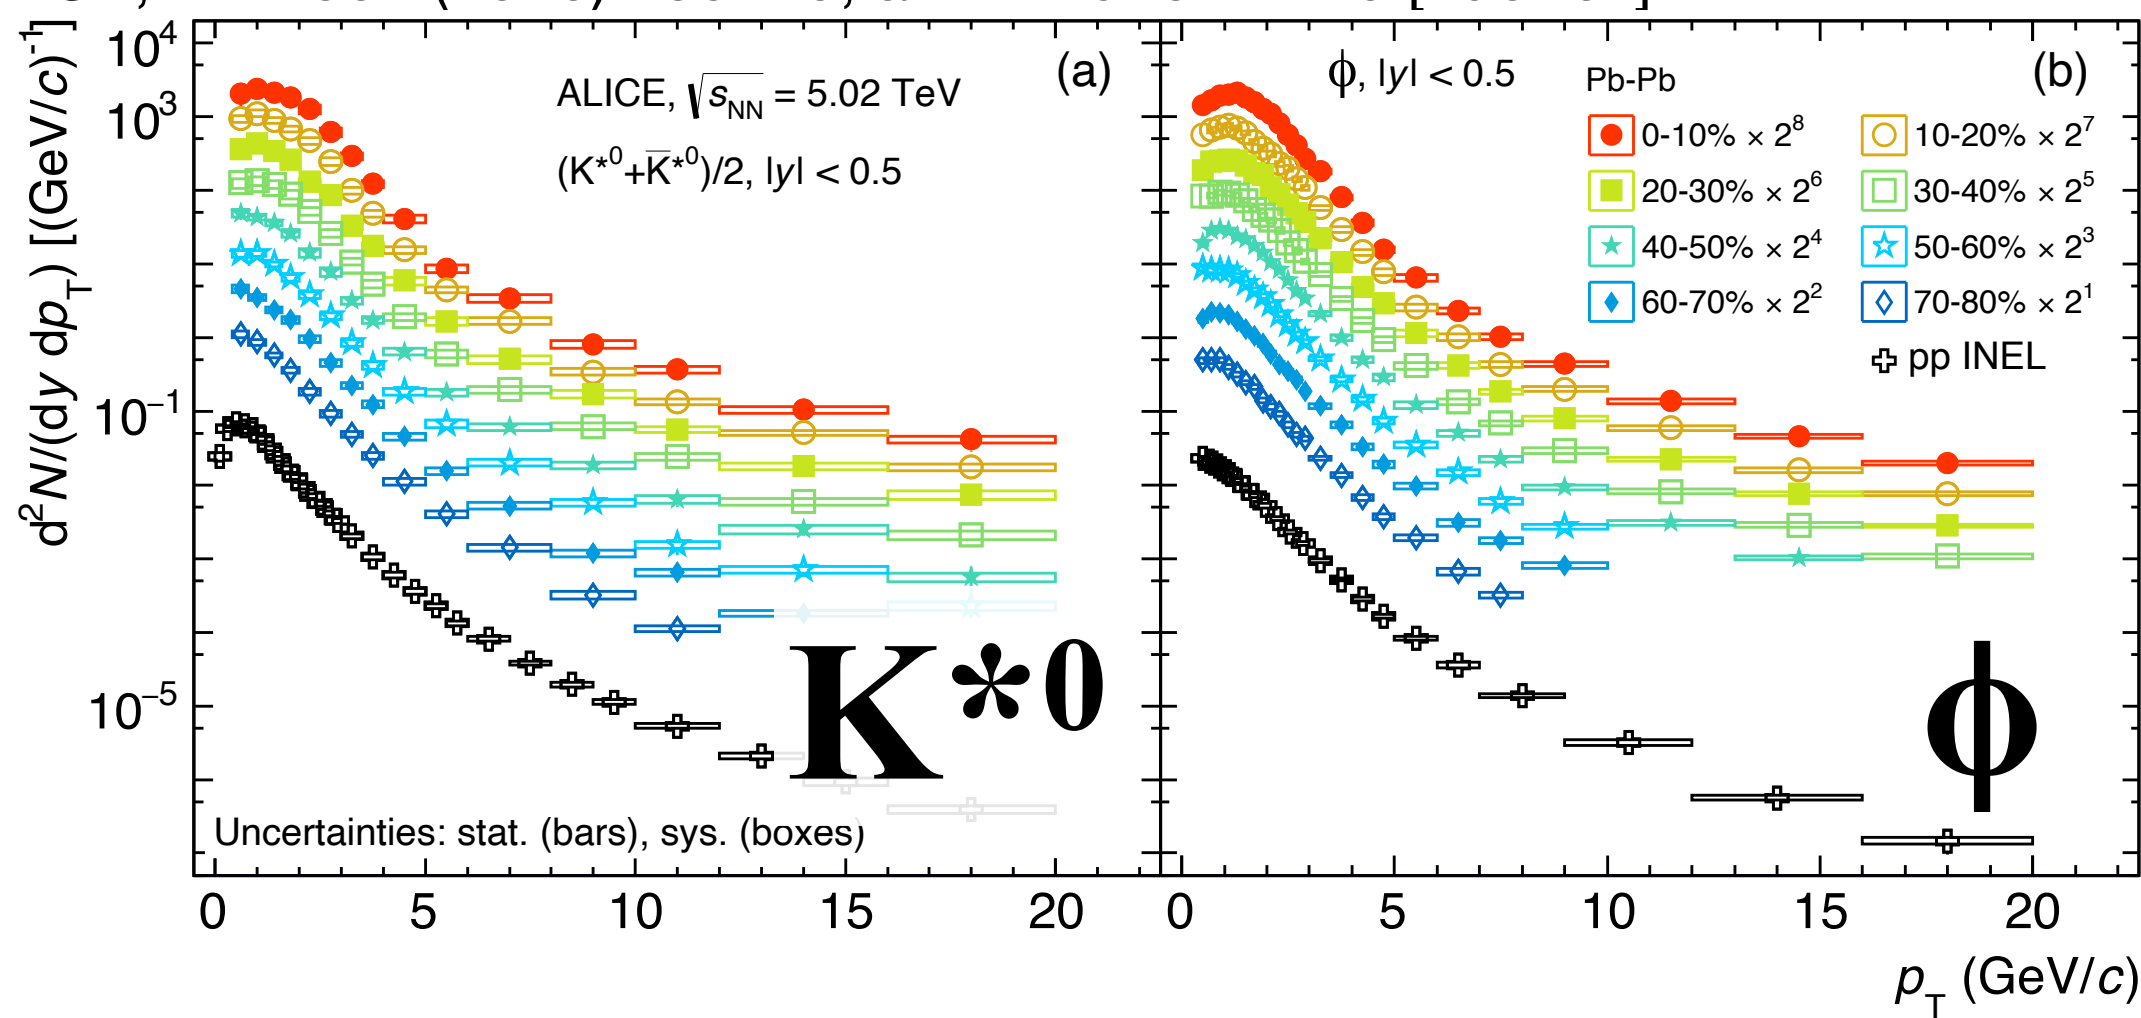 d²N/(dy dp_T) [(GeV/c)⁻¹]
10⁴
10³
10⁻¹
10⁻⁵
(a)
ALICE, √s_NN = 5.02 TeV
(K*⁰+K̅*⁰)/2, |y| < 0.5
K*0
Uncertainties: stat. (bars), sys. (boxes)
0 5 10 15 20
ϕ, |y| < 0.5
Pb-Pb
(b)
0-10% × 2⁸
10-20% × 2⁷
20-30% × 2⁶
30-40% × 2⁵
40-50% × 2⁴
50-60% × 2³
60-70% × 2²
70-80% × 2¹
pp INEL
ϕ
0 5 10 15 20
p_T (GeV/c)